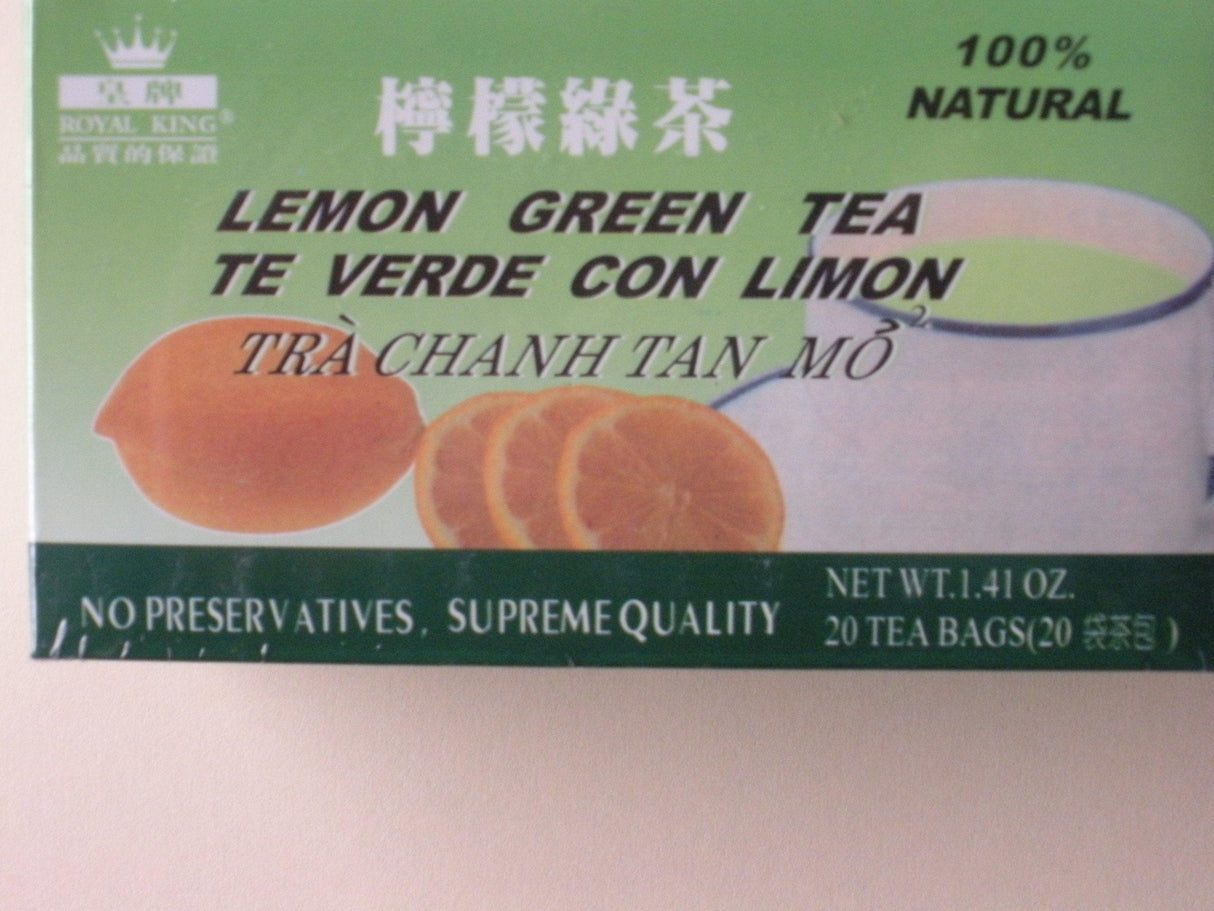 皇牌
ROYAL KING®
品質的保證
檸檬綠茶
100%
NATURAL
LEMON GREEN TEA
TE VERDE CON LIMON
TRÀ CHANH TAN MỞ
NO PRESERVATIVES, SUPREME QUALITY
NET WT.1.41 OZ.
20 TEA BAGS(20 袋茶包)